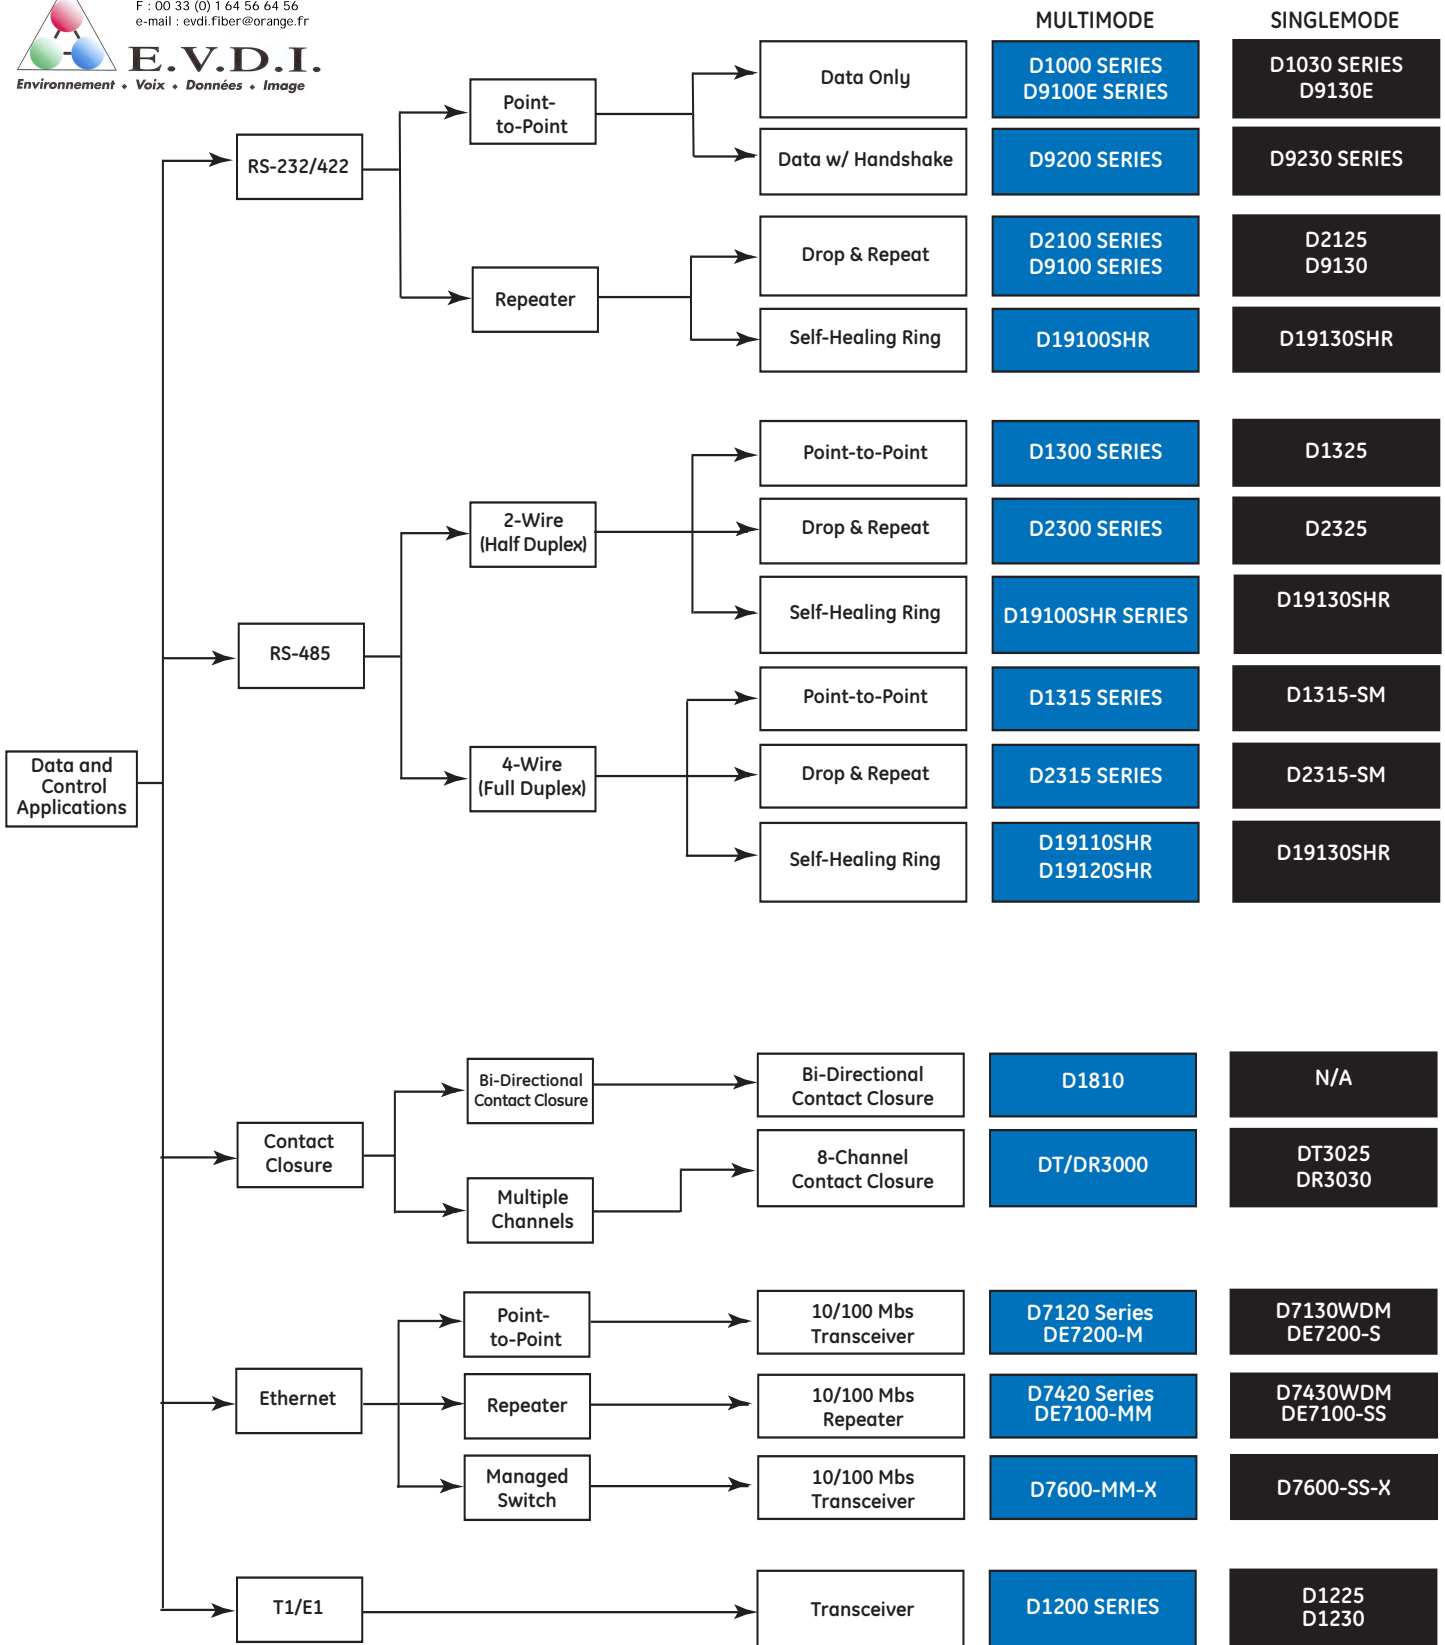 F : 00 33 (0) 1 64 56 64 56
e-mail : evdi.fiber@orange.fr
E.V.D.I.
Environnement • Voix • Données • Image
MULTIMODE
SINGLEMODE
RS-232/422
Point-
to-Point
Data Only
D1000 SERIES
D9100E SERIES
D1030 SERIES
D9130E
Data w/ Handshake
D9200 SERIES
D9230 SERIES
Repeater
Drop & Repeat
D2100 SERIES
D9100 SERIES
D2125
D9130
Self-Healing Ring
D19100SHR
D19130SHR
RS-485
2-Wire
(Half Duplex)
Point-to-Point
D1300 SERIES
D1325
Drop & Repeat
D2300 SERIES
D2325
Self-Healing Ring
D19100SHR SERIES
D19130SHR
4-Wire
(Full Duplex)
Point-to-Point
D1315 SERIES
D1315-SM
Drop & Repeat
D2315 SERIES
D2315-SM
Self-Healing Ring
D19110SHR
D19120SHR
D19130SHR
Data and
Control
Applications
Contact
Closure
Bi-Directional
Contact Closure
Bi-Directional
Contact Closure
D1810
N/A
Multiple
Channels
8-Channel
Contact Closure
DT/DR3000
DT3025
DR3030
Ethernet
Point-
to-Point
10/100 Mbs
Transceiver
D7120 Series
DE7200-M
D7130WDM
DE7200-S
Repeater
10/100 Mbs
Repeater
D7420 Series
DE7100-MM
D7430WDM
DE7100-SS
Managed
Switch
10/100 Mbs
Transceiver
D7600-MM-X
D7600-SS-X
T1/E1
Transceiver
D1200 SERIES
D1225
D1230